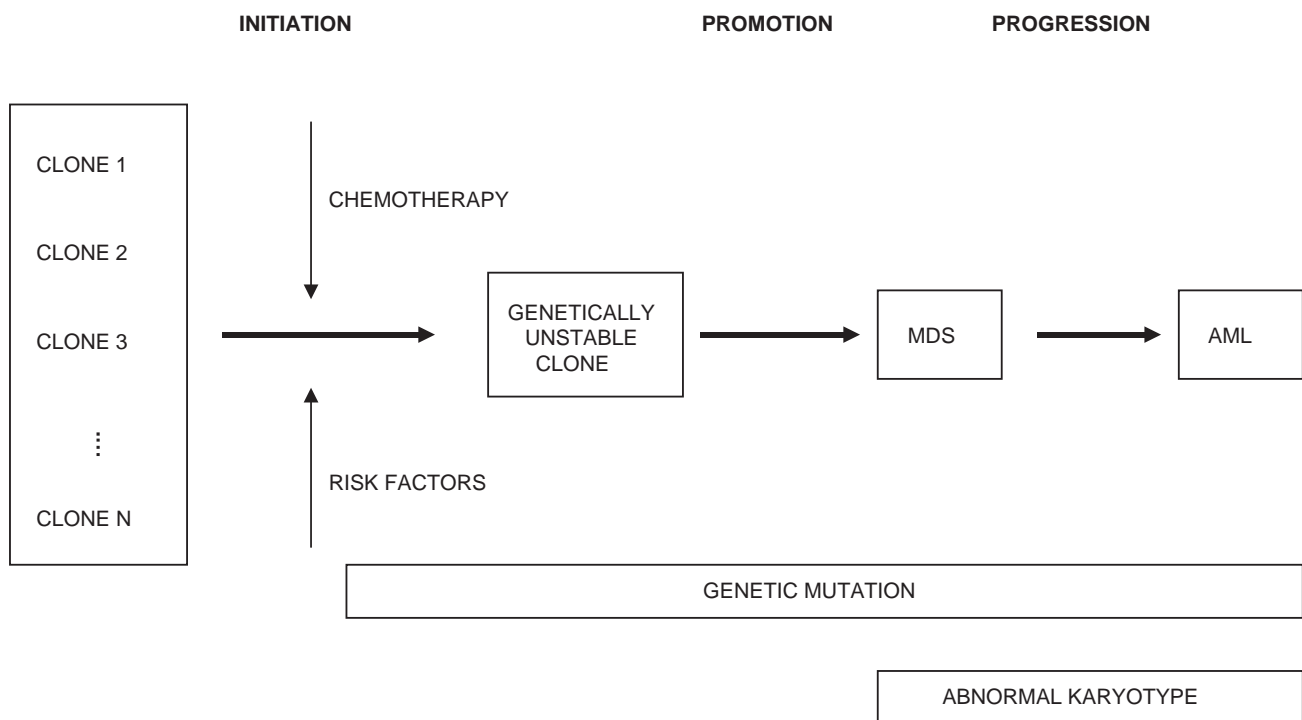 INITIATION
PROMOTION
PROGRESSION
CLONE 1
CLONE 2
CLONE 3
CLONE N
CHEMOTHERAPY
RISK FACTORS
GENETICALLY
UNSTABLE
CLONE
MDS
AML
GENETIC MUTATION
ABNORMAL KARYOTYPE